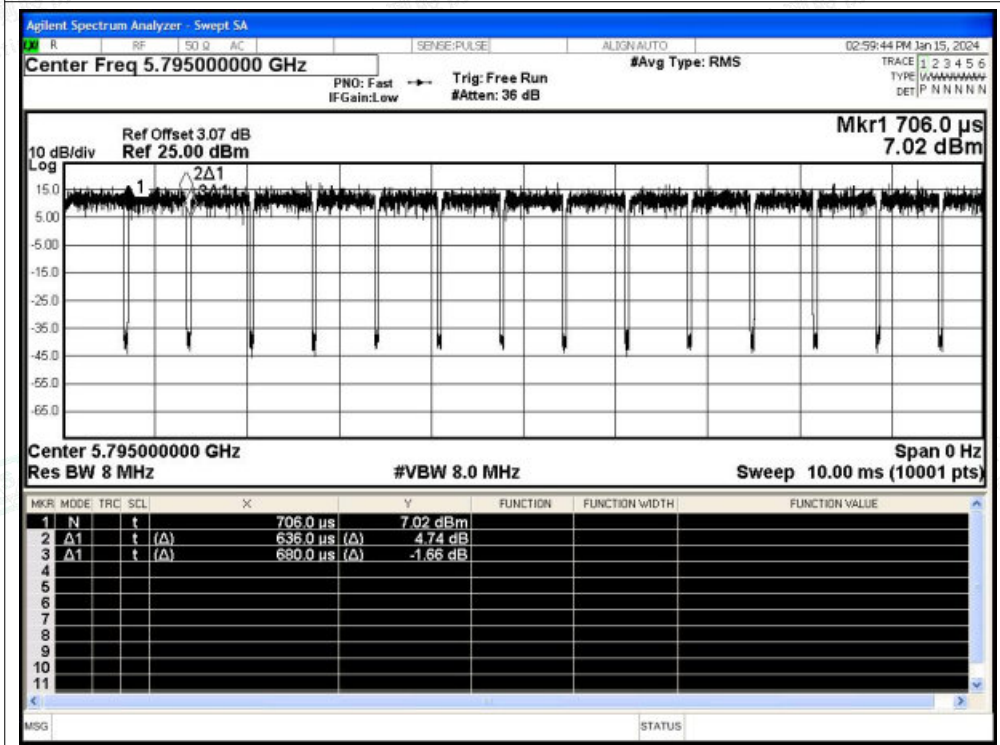 Agilent Spectrum Analyzer - Swept SA
R RF 50 Ω AC SENSE:PULSE ALIGN AUTO 02:59:44 PM Jan 15, 2024
Center Freq 5.795000000 GHz #Avg Type: RMS TRACE 1 2 3 4 5 6
PNO: Fast Trig: Free Run TYPE
IFGain:Low #Atten: 36 dB DET P N N N N N
Ref Offset 3.07 dB Mkr1 706.0 µs
10 dB/div Ref 25.00 dBm 7.02 dBm
Log
1 2Δ1
3Δ1
15.0
5.00
-5.00
-15.0
-25.0
-35.0
-45.0
-55.0
-65.0
Center 5.795000000 GHz Span 0 Hz
Res BW 8 MHz #VBW 8.0 MHz Sweep 10.00 ms (10001 pts)
MKR MODE TRC SCL X Y FUNCTION FUNCTION WIDTH FUNCTION VALUE
1 N t 706.0 µs 7.02 dBm
2 Δ1 t (Δ) 636.0 µs (Δ) 4.74 dB
3 Δ1 t (Δ) 680.0 µs (Δ) -1.66 dB
4
5
6
7
8
9
10
11
MSG STATUS